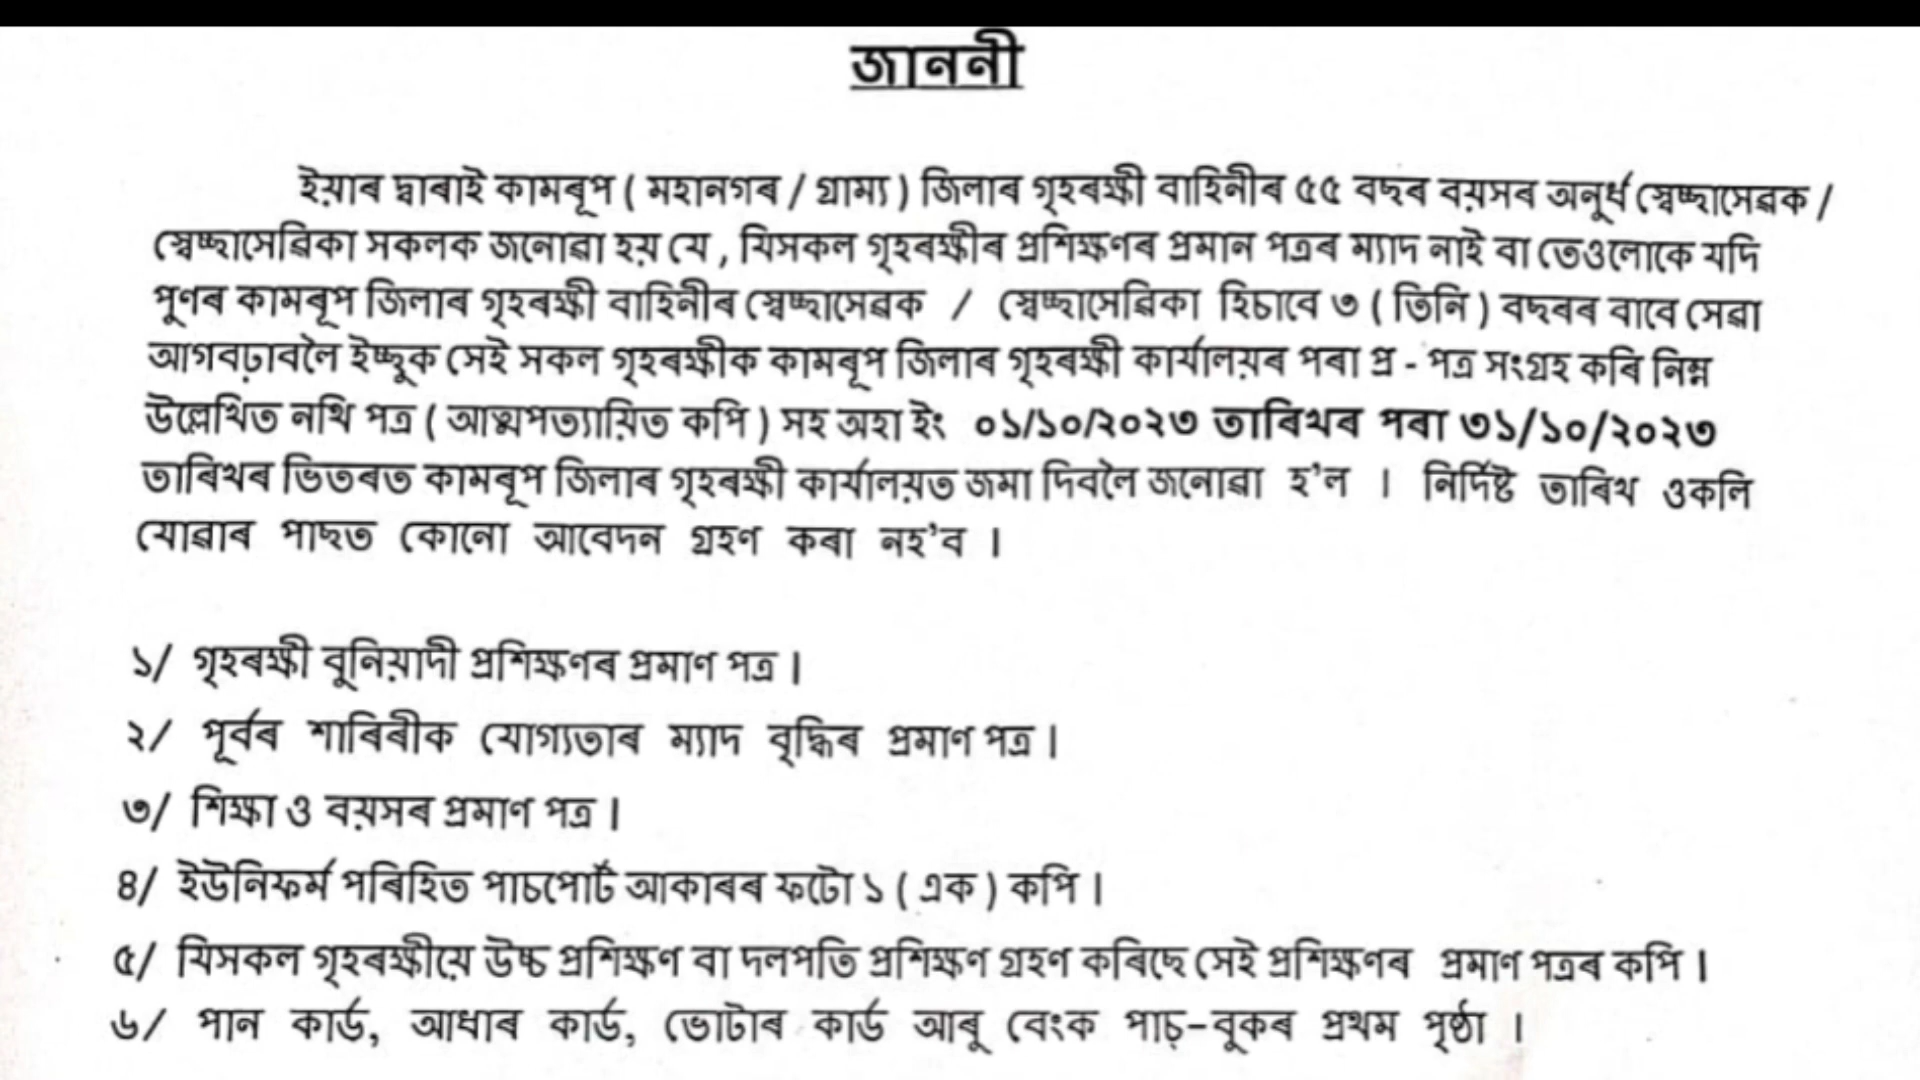 জাননী
ইয়াৰ দ্বাৰাই কামৰূপ ( মহানগৰ / গ্ৰাম্য ) জিলাৰ গৃহৰক্ষী বাহিনীৰ ৫৫ বছৰ বয়সৰ অনুৰ্ধ স্বেচ্ছাসেৱক /
স্বেচ্ছাসেৱিকা সকলক জনোৱা হয় যে , যিসকল গৃহৰক্ষীৰ প্ৰশিক্ষণৰ প্ৰমান পত্ৰৰ ম্যাদ নাই বা তেওলোকে যদি
পুণৰ কামৰূপ জিলাৰ গৃহৰক্ষী বাহিনীৰ স্বেচ্ছাসেৱক / স্বেচ্ছাসেৱিকা হিচাবে ৩ ( তিনি ) বছৰৰ বাবে সেৱা
আগবঢ়াবলৈ ইচ্ছুক সেই সকল গৃহৰক্ষীক কামৰূপ জিলাৰ গৃহৰক্ষী কাৰ্যালয়ৰ পৰা প্ৰ - পত্ৰ সংগ্ৰহ কৰি নিম্ন
উল্লেখিত নথি পত্ৰ ( আত্মপত্যায়িত কপি ) সহ অহা ইং ০১/১০/২০২৩ তাৰিখৰ পৰা ৩১/১০/২০২৩
তাৰিখৰ ভিতৰত কামৰূপ জিলাৰ গৃহৰক্ষী কাৰ্যালয়ত জমা দিবলৈ জনোৱা হ'ল । নিৰ্দিষ্ট তাৰিখ ওকলি
যোৱাৰ পাছত কোনো আবেদন গ্ৰহণ কৰা নহ'ব ।
১/ গৃহৰক্ষী বুনিয়াদী প্ৰশিক্ষণৰ প্ৰমাণ পত্ৰ ।
২/ পূৰ্বৰ শাৰিৰীক যোগ্যতাৰ ম্যাদ বৃদ্ধিৰ প্ৰমাণ পত্ৰ ।
৩/ শিক্ষা ও বয়সৰ প্ৰমাণ পত্ৰ ।
৪/ ইউনিফৰ্ম পৰিহিত পাচপোৰ্ট আকাৰৰ ফটো ১ ( এক ) কপি ।
৫/ যিসকল গৃহৰক্ষীয়ে উচ্চ প্ৰশিক্ষণ বা দলপতি প্ৰশিক্ষণ গ্ৰহণ কৰিছে সেই প্ৰশিক্ষণৰ প্ৰমাণ পত্ৰৰ কপি ।
৬/ পান কাৰ্ড, আধাৰ কাৰ্ড, ভোটাৰ কাৰ্ড আৰু বেংক পাচ্-বুকৰ প্ৰথম পৃষ্ঠা ।